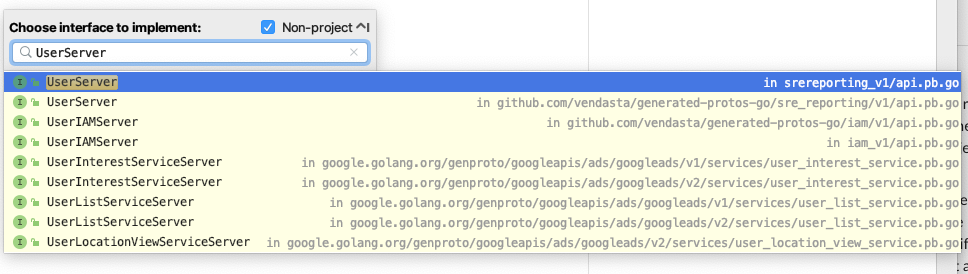 Choose interface to implement: Non-project
UserServer
UserServer in srereporting_v1/api.pb.go
UserServer in github.com/vendasta/generated-protos-go/sre_reporting/v1/api.pb.go
UserIAMServer in github.com/vendasta/generated-protos-go/iam/v1/api.pb.go
UserIAMServer in iam_v1/api.pb.go
UserInterestServiceServer in google.golang.org/genproto/googleapis/ads/googleads/v1/services/user_interest_service.pb.go
UserInterestServiceServer in google.golang.org/genproto/googleapis/ads/googleads/v2/services/user_interest_service.pb.go
UserListServiceServer in google.golang.org/genproto/googleapis/ads/googleads/v1/services/user_list_service.pb.go
UserListServiceServer in google.golang.org/genproto/googleapis/ads/googleads/v2/services/user_list_service.pb.go
UserLocationViewServiceServer in google.golang.org/genproto/googleapis/ads/googleads/v2/services/user_location_view_service.pb.go